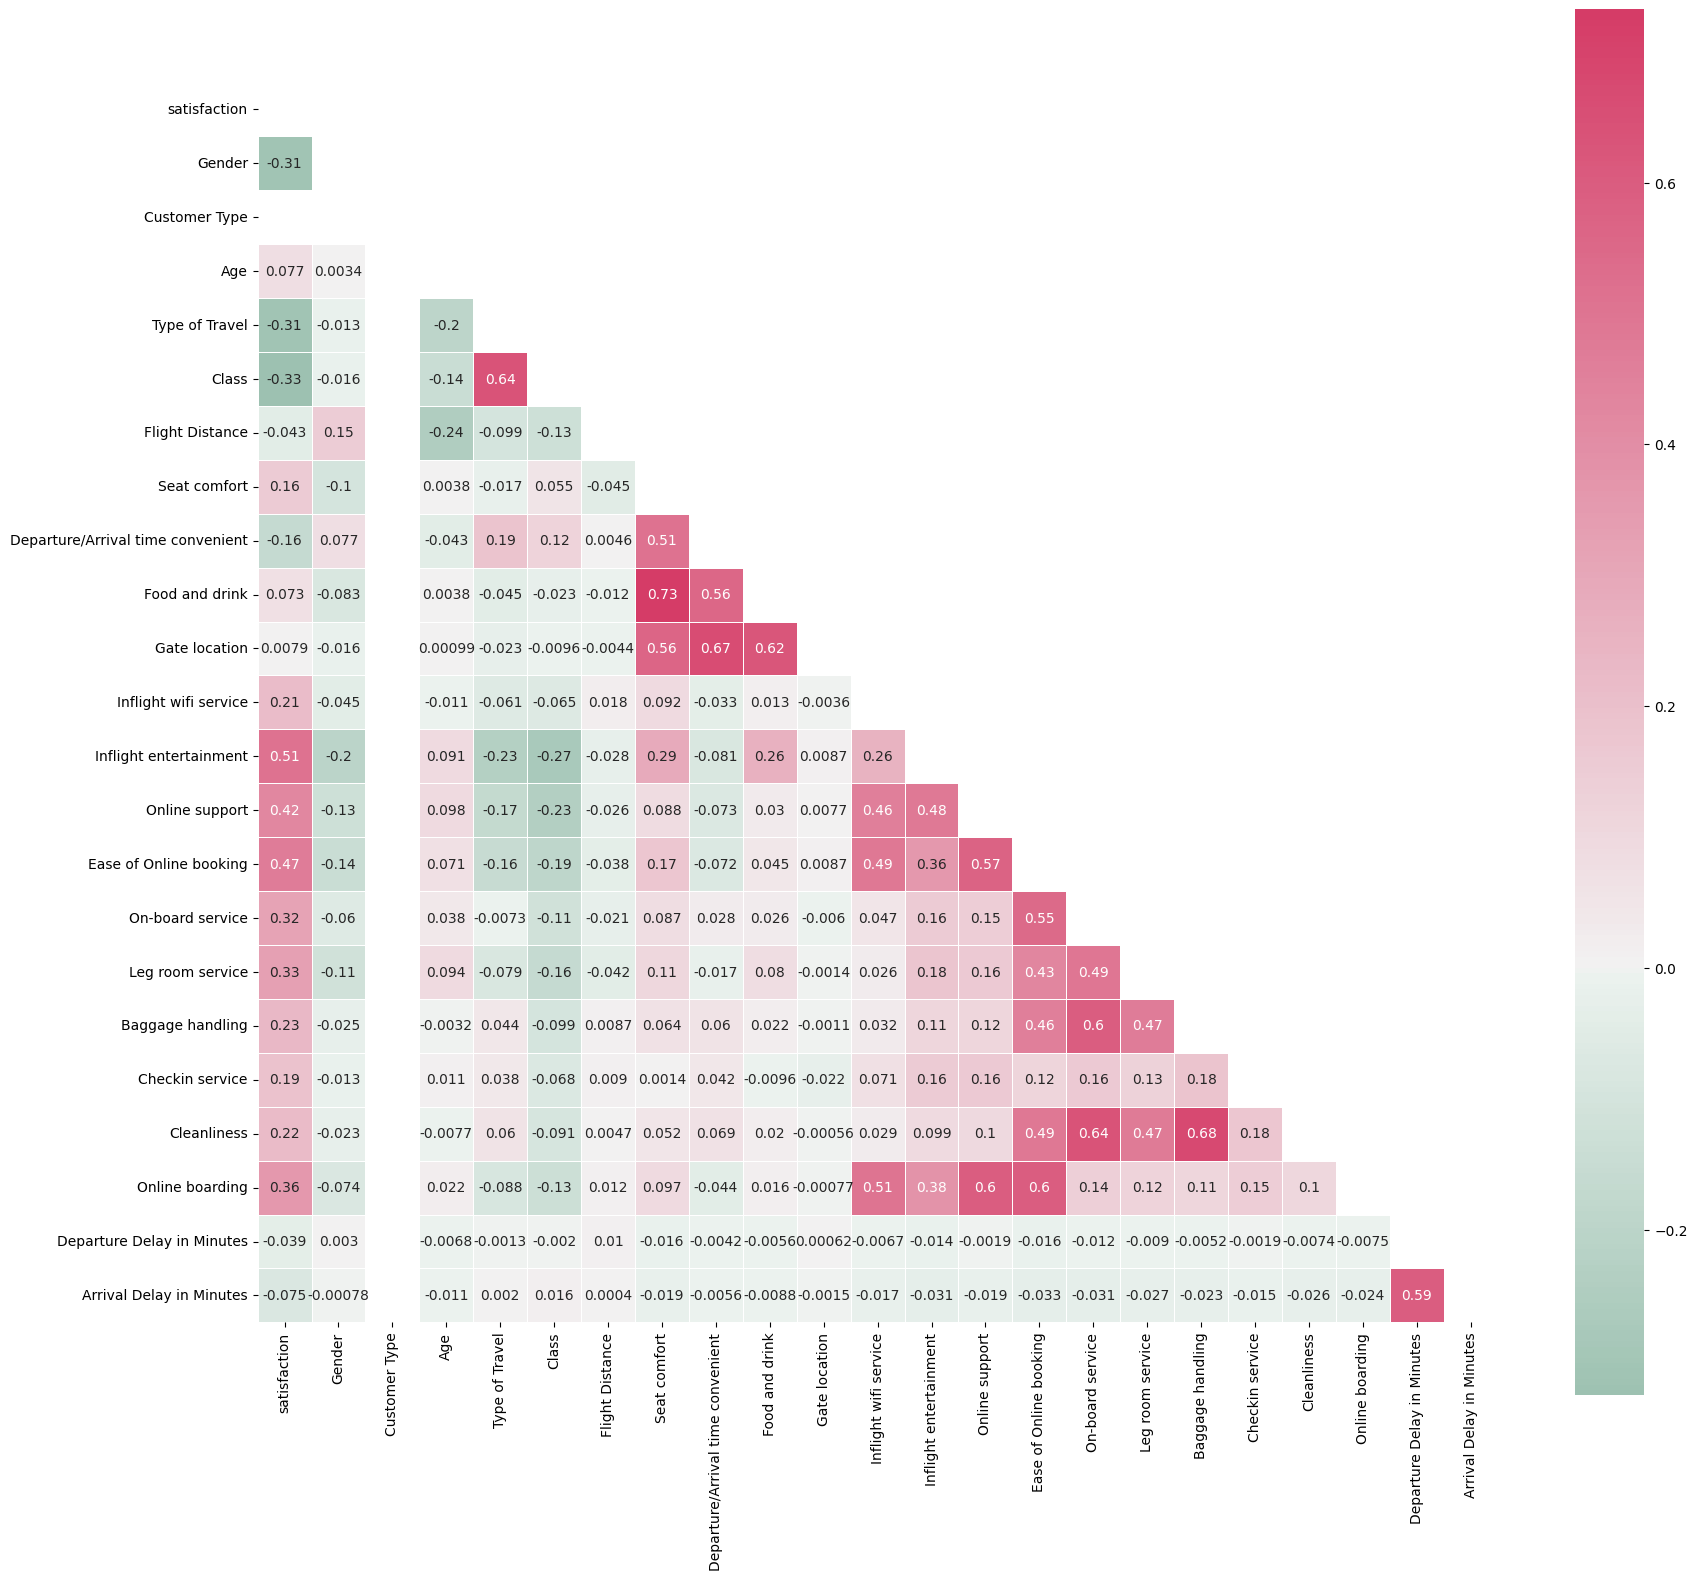 satisfaction
Gender -0.31
Customer Type
Age 0.077 0.0034
Type of Travel -0.31 -0.013 -0.2
Class -0.33 -0.016 -0.14 0.64
Flight Distance -0.043 0.15 -0.24 -0.099 -0.13
Seat comfort 0.16 -0.1 0.0038 -0.017 0.055 -0.045
Departure/Arrival time convenient -0.16 0.077 -0.043 0.19 0.12 0.0046 0.51
Food and drink 0.073 -0.083 0.0038 -0.045 -0.023 -0.012 0.73 0.56
Gate location 0.0079 -0.016 0.00099 -0.023 -0.0096 -0.0044 0.56 0.67 0.62
Inflight wifi service 0.21 -0.045 -0.011 -0.061 -0.065 0.018 0.092 -0.033 0.013 -0.0036
Inflight entertainment 0.51 -0.2 0.091 -0.23 -0.27 -0.028 0.29 -0.081 0.26 0.0087 0.26
Online support 0.42 -0.13 0.098 -0.17 -0.23 -0.026 0.088 -0.073 0.03 0.0077 0.46 0.48
Ease of Online booking 0.47 -0.14 0.071 -0.16 -0.19 -0.038 0.17 -0.072 0.045 0.0087 0.49 0.36 0.57
On-board service 0.32 -0.06 0.038 -0.0073 -0.11 -0.021 0.087 0.028 0.026 -0.006 0.047 0.16 0.15 0.55
Leg room service 0.33 -0.11 0.094 -0.079 -0.16 -0.042 0.11 -0.017 0.08 -0.0014 0.026 0.18 0.16 0.43 0.49
Baggage handling 0.23 -0.025 -0.0032 0.044 -0.099 0.0087 0.064 0.06 0.022 -0.0011 0.032 0.11 0.12 0.46 0.6 0.47
Checkin service 0.19 -0.013 0.011 0.038 -0.068 0.009 0.0014 0.042 -0.0096 -0.022 0.071 0.16 0.16 0.12 0.16 0.13 0.18
Cleanliness 0.22 -0.023 -0.0077 0.06 -0.091 0.0047 0.052 0.069 0.02 -0.00056 0.029 0.099 0.1 0.49 0.64 0.47 0.68 0.18
Online boarding 0.36 -0.074 0.022 -0.088 -0.13 0.012 0.097 -0.044 0.016 -0.00077 0.51 0.38 0.6 0.6 0.14 0.12 0.11 0.15 0.1
Departure Delay in Minutes -0.039 0.003 -0.0068 -0.0013 -0.002 0.01 -0.016 -0.0042 -0.0056 0.00062 -0.0067 -0.014 -0.0019 -0.016 -0.012 -0.009 -0.0052 -0.0019 -0.0074 -0.0075
Arrival Delay in Minutes -0.075 -0.00078 -0.011 0.002 0.016 0.0004 -0.019 -0.0056 -0.0088 -0.0015 -0.017 -0.031 -0.019 -0.033 -0.031 -0.027 -0.023 -0.015 -0.026 -0.024 0.59
satisfaction
Gender
Customer Type
Age
Type of Travel
Class
Flight Distance
Seat comfort
Departure/Arrival time convenient
Food and drink
Gate location
Inflight wifi service
Inflight entertainment
Online support
Ease of Online booking
On-board service
Leg room service
Baggage handling
Checkin service
Cleanliness
Online boarding
Departure Delay in Minutes
Arrival Delay in Minutes
0.6
0.4
0.2
0.0
−0.2